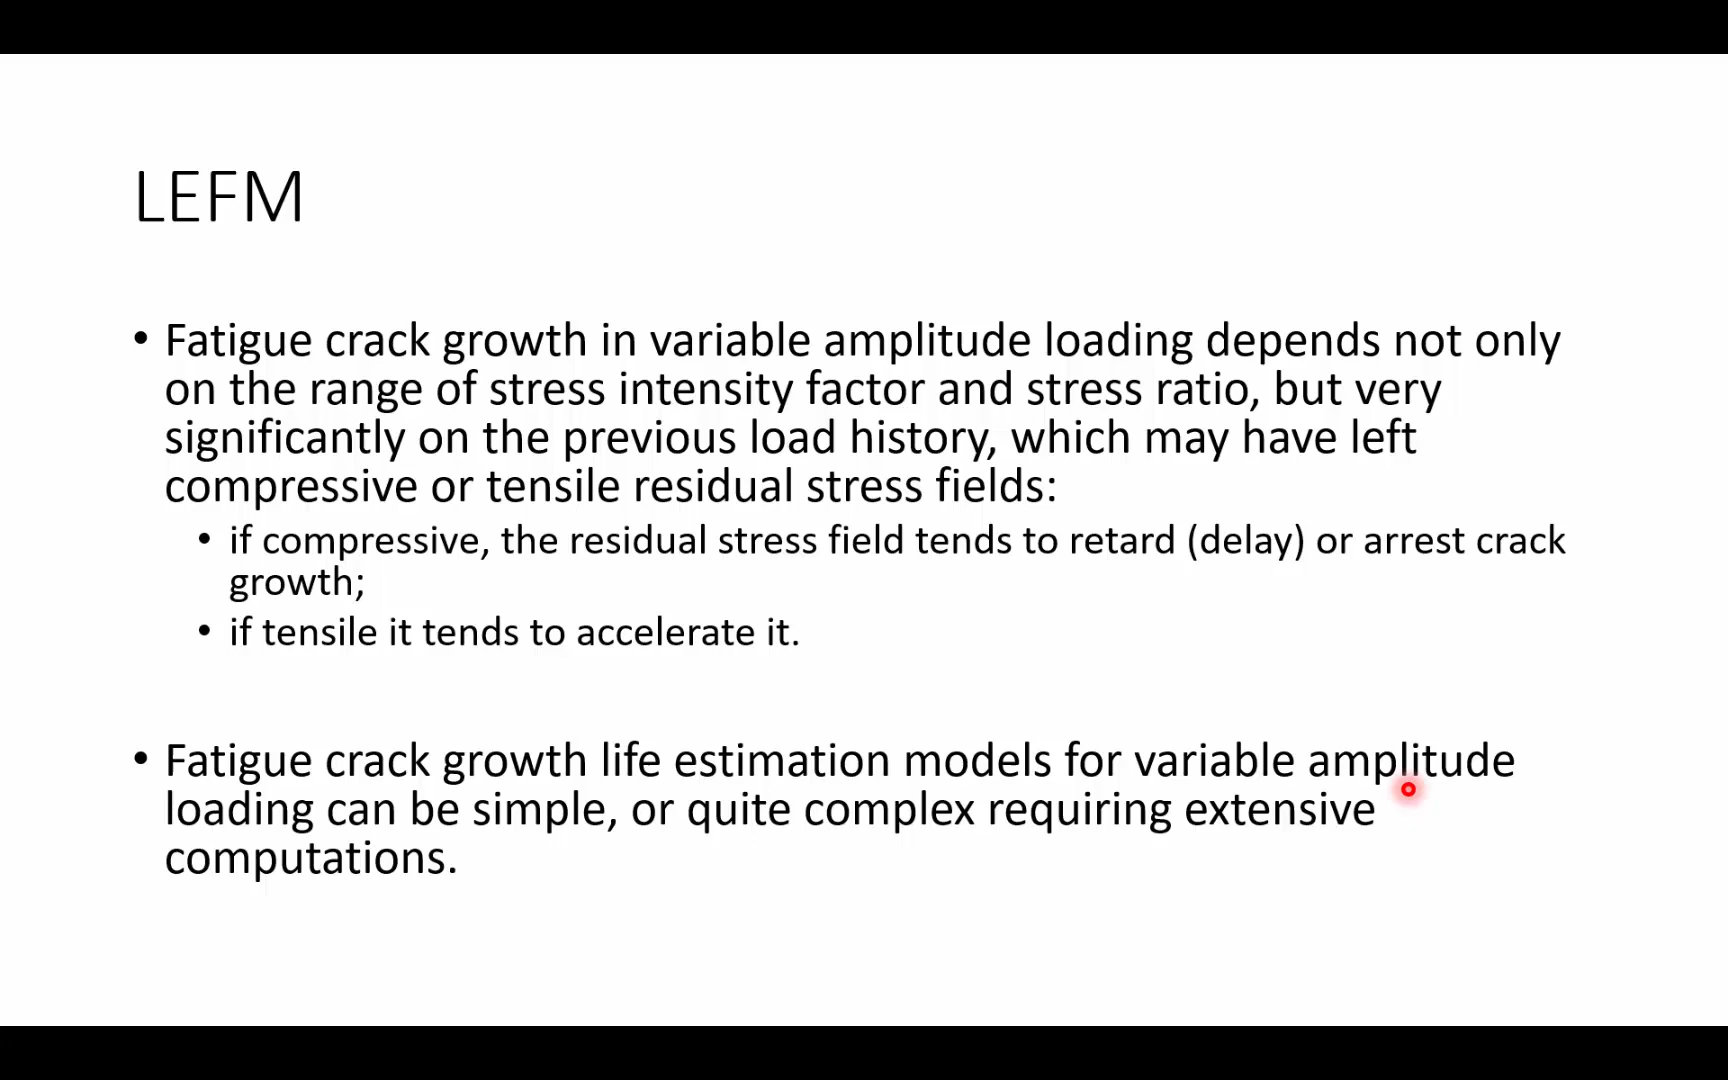 LEFM
• Fatigue crack growth in variable amplitude loading depends not only
on the range of stress intensity factor and stress ratio, but very
significantly on the previous load history, which may have left
compressive or tensile residual stress fields:
• if compressive, the residual stress field tends to retard (delay) or arrest crack
growth;
• if tensile it tends to accelerate it.
• Fatigue crack growth life estimation models for variable amplitude
loading can be simple, or quite complex requiring extensive
computations.